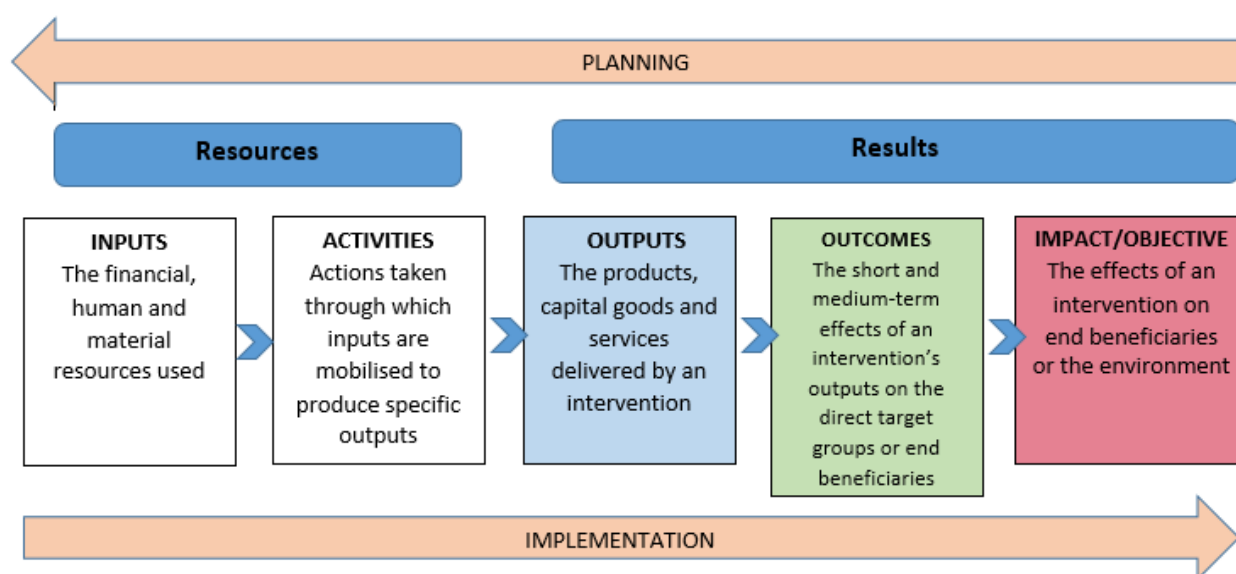 PLANNING
Resources
Results
INPUTS
The financial,
human and
material
resources used
ACTIVITIES
Actions taken
through which
inputs are
mobilised to
produce specific
outputs
OUTPUTS
The products,
capital goods and
services
delivered by an
intervention
OUTCOMES
The short and
medium-term
effects of an
intervention’s
outputs on the
direct target
groups or end
beneficiaries
IMPACT/OBJECTIVE
The effects of an
intervention on
end beneficiaries
or the environment
IMPLEMENTATION